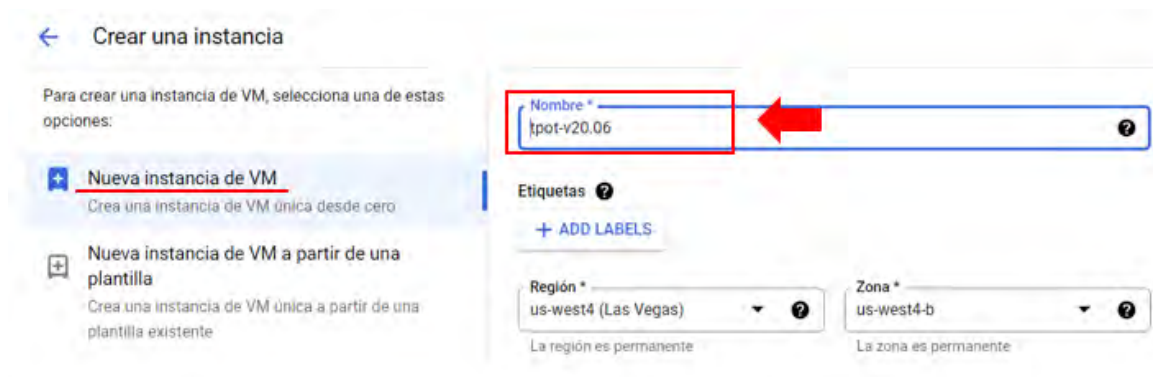 Crear una instancia
Para crear una instancia de VM, selecciona una de estas
opciones:
Nueva instancia de VM
Crea una instancia de VM única desde cero
Nueva instancia de VM a partir de una
plantilla
Crea una instancia de VM única a partir de una
plantilla existente
Nombre *
tpot-v20.06
Etiquetas
+ ADD LABELS
Región *
us-west4 (Las Vegas)
La región es permanente
Zona *
us-west4-b
La zona es permanente